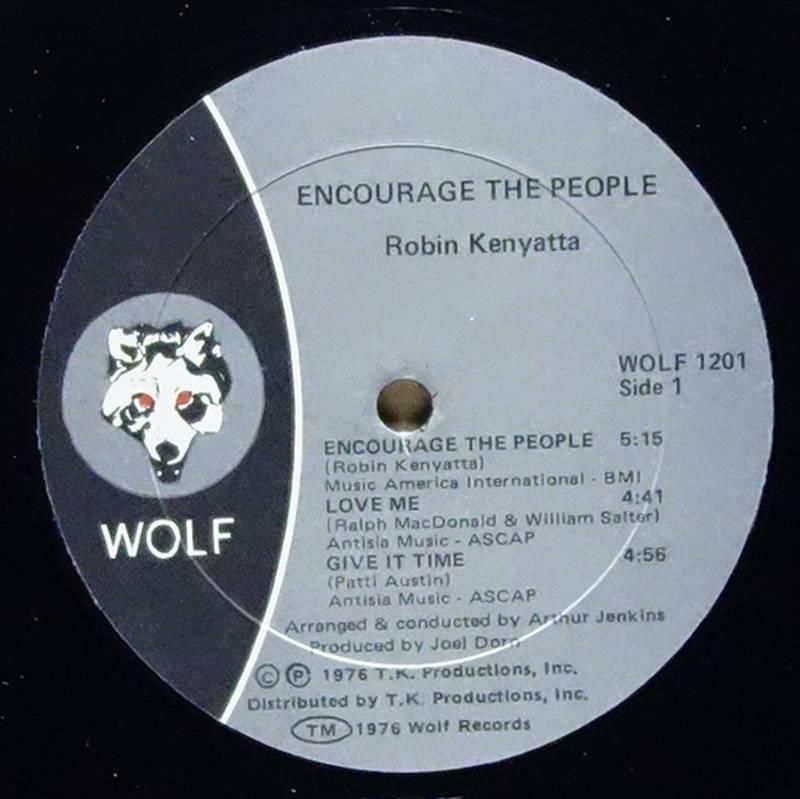 ENCOURAGE THE PEOPLE
Robin Kenyatta
WOLF 1201
Side 1
ENCOURAGE THE PEOPLE 5:15
(Robin Kenyatta)
Music America International - BMI
LOVE ME 4:41
(Ralph MacDonald & William Salter)
Antisia Music - ASCAP
GIVE IT TIME 4:56
(Patti Austin)
Antisia Music - ASCAP
Arranged & conducted by Arthur Jenkins
Produced by Joel Dorn
© ℗ 1976 T.K. Productions, Inc.
Distributed by T.K. Productions, Inc.
TM 1976 Wolf Records
WOLF